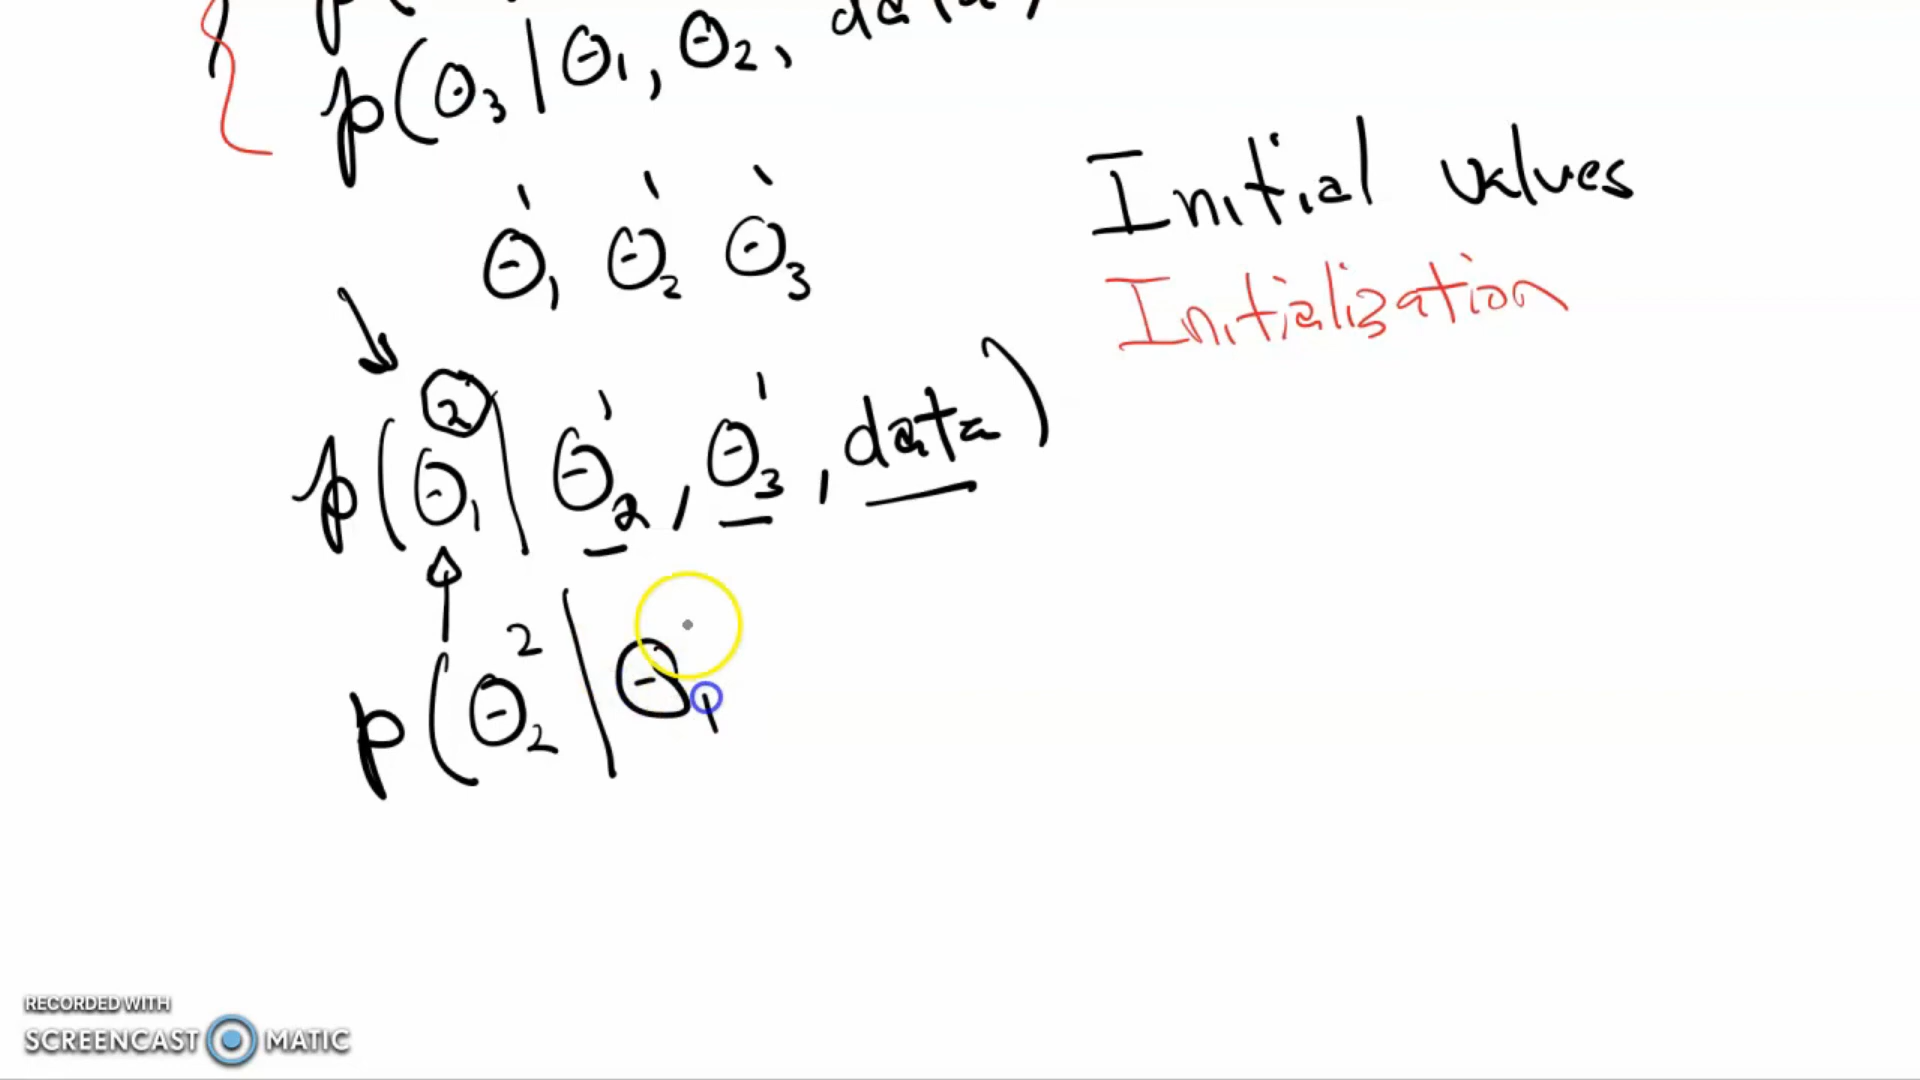 p(θ₃ | θ₁, θ₂, data)
θ₁¹ θ₂¹ θ₃¹
Initial values
Initialization
p(θ₁² | θ₂¹, θ₃¹, data)
p(θ₂² | θ₁
RECORDED WITH
SCREENCAST MATIC